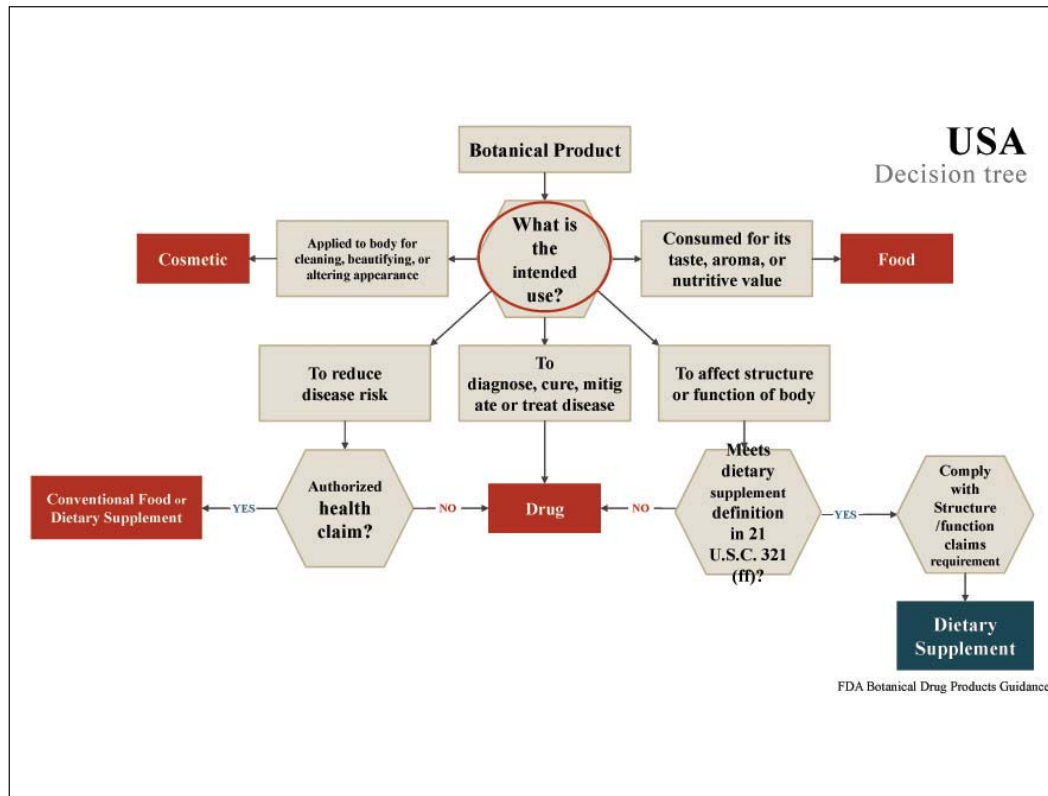 USA
Decision tree
Botanical Product
What is
the
intended
use?
Cosmetic
Applied to body for
cleaning, beautifying, or
altering appearance
Consumed for its
taste, aroma, or
nutritive value
Food
To reduce
disease risk
To
diagnose, cure, mitig
ate or treat disease
To affect structure
or function of body
Conventional Food or
Dietary Supplement
YES
Authorized
health
claim?
NO
Drug
NO
Meets
dietary
supplement
definition
in 21
U.S.C. 321
(ff)?
YES
Comply
with
Structure
/function
claims
requirement
Dietary
Supplement
FDA Botanical Drug Products Guidance